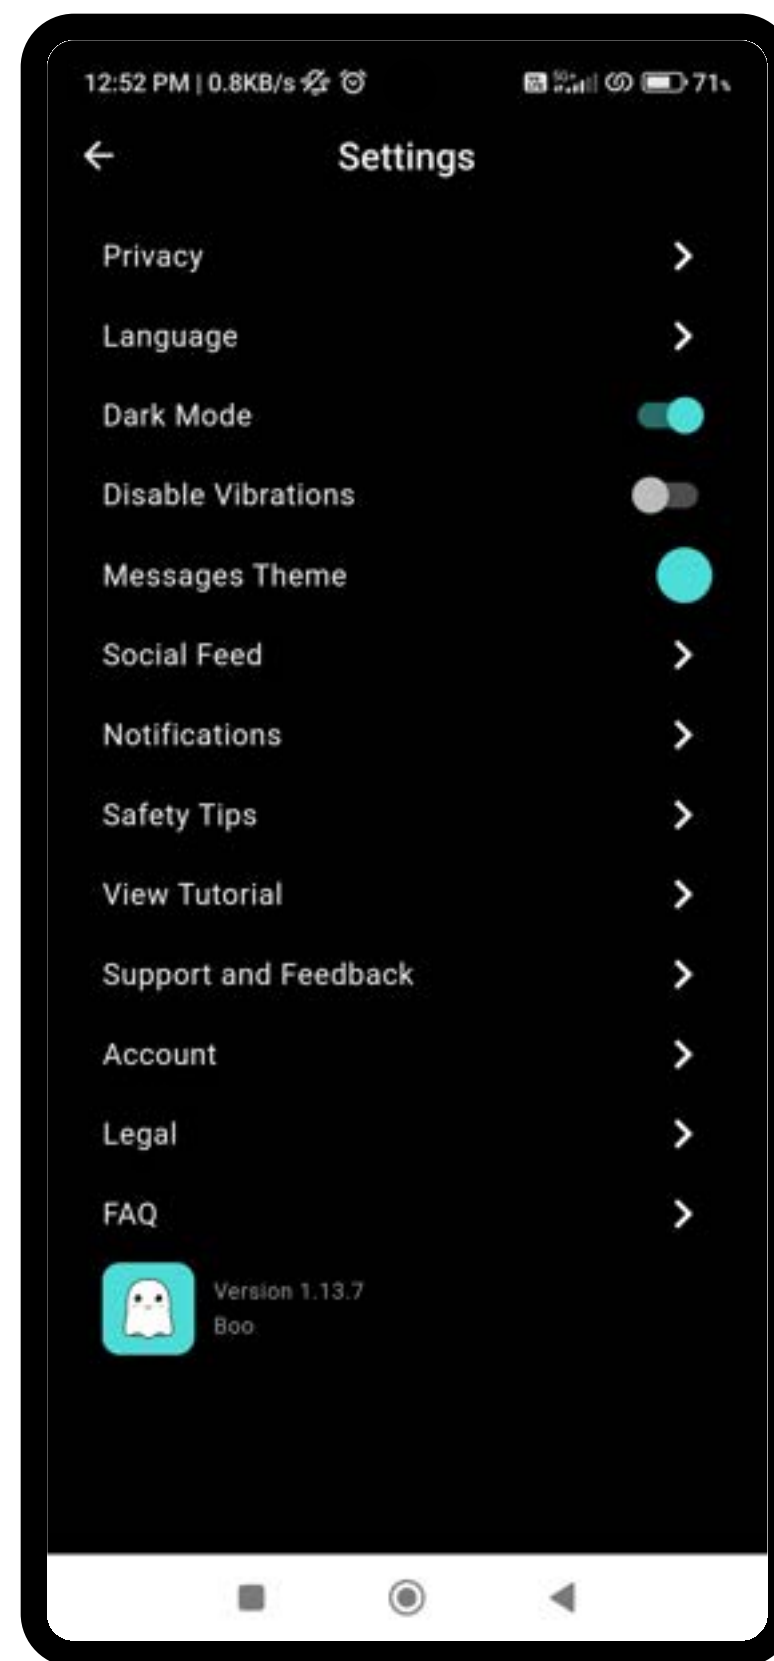 12:52 PM | 0.8KB/s 71%
Settings
Privacy
Language
Dark Mode
Disable Vibrations
Messages Theme
Social Feed
Notifications
Safety Tips
View Tutorial
Support and Feedback
Account
Legal
FAQ
Version 1.13.7
Boo